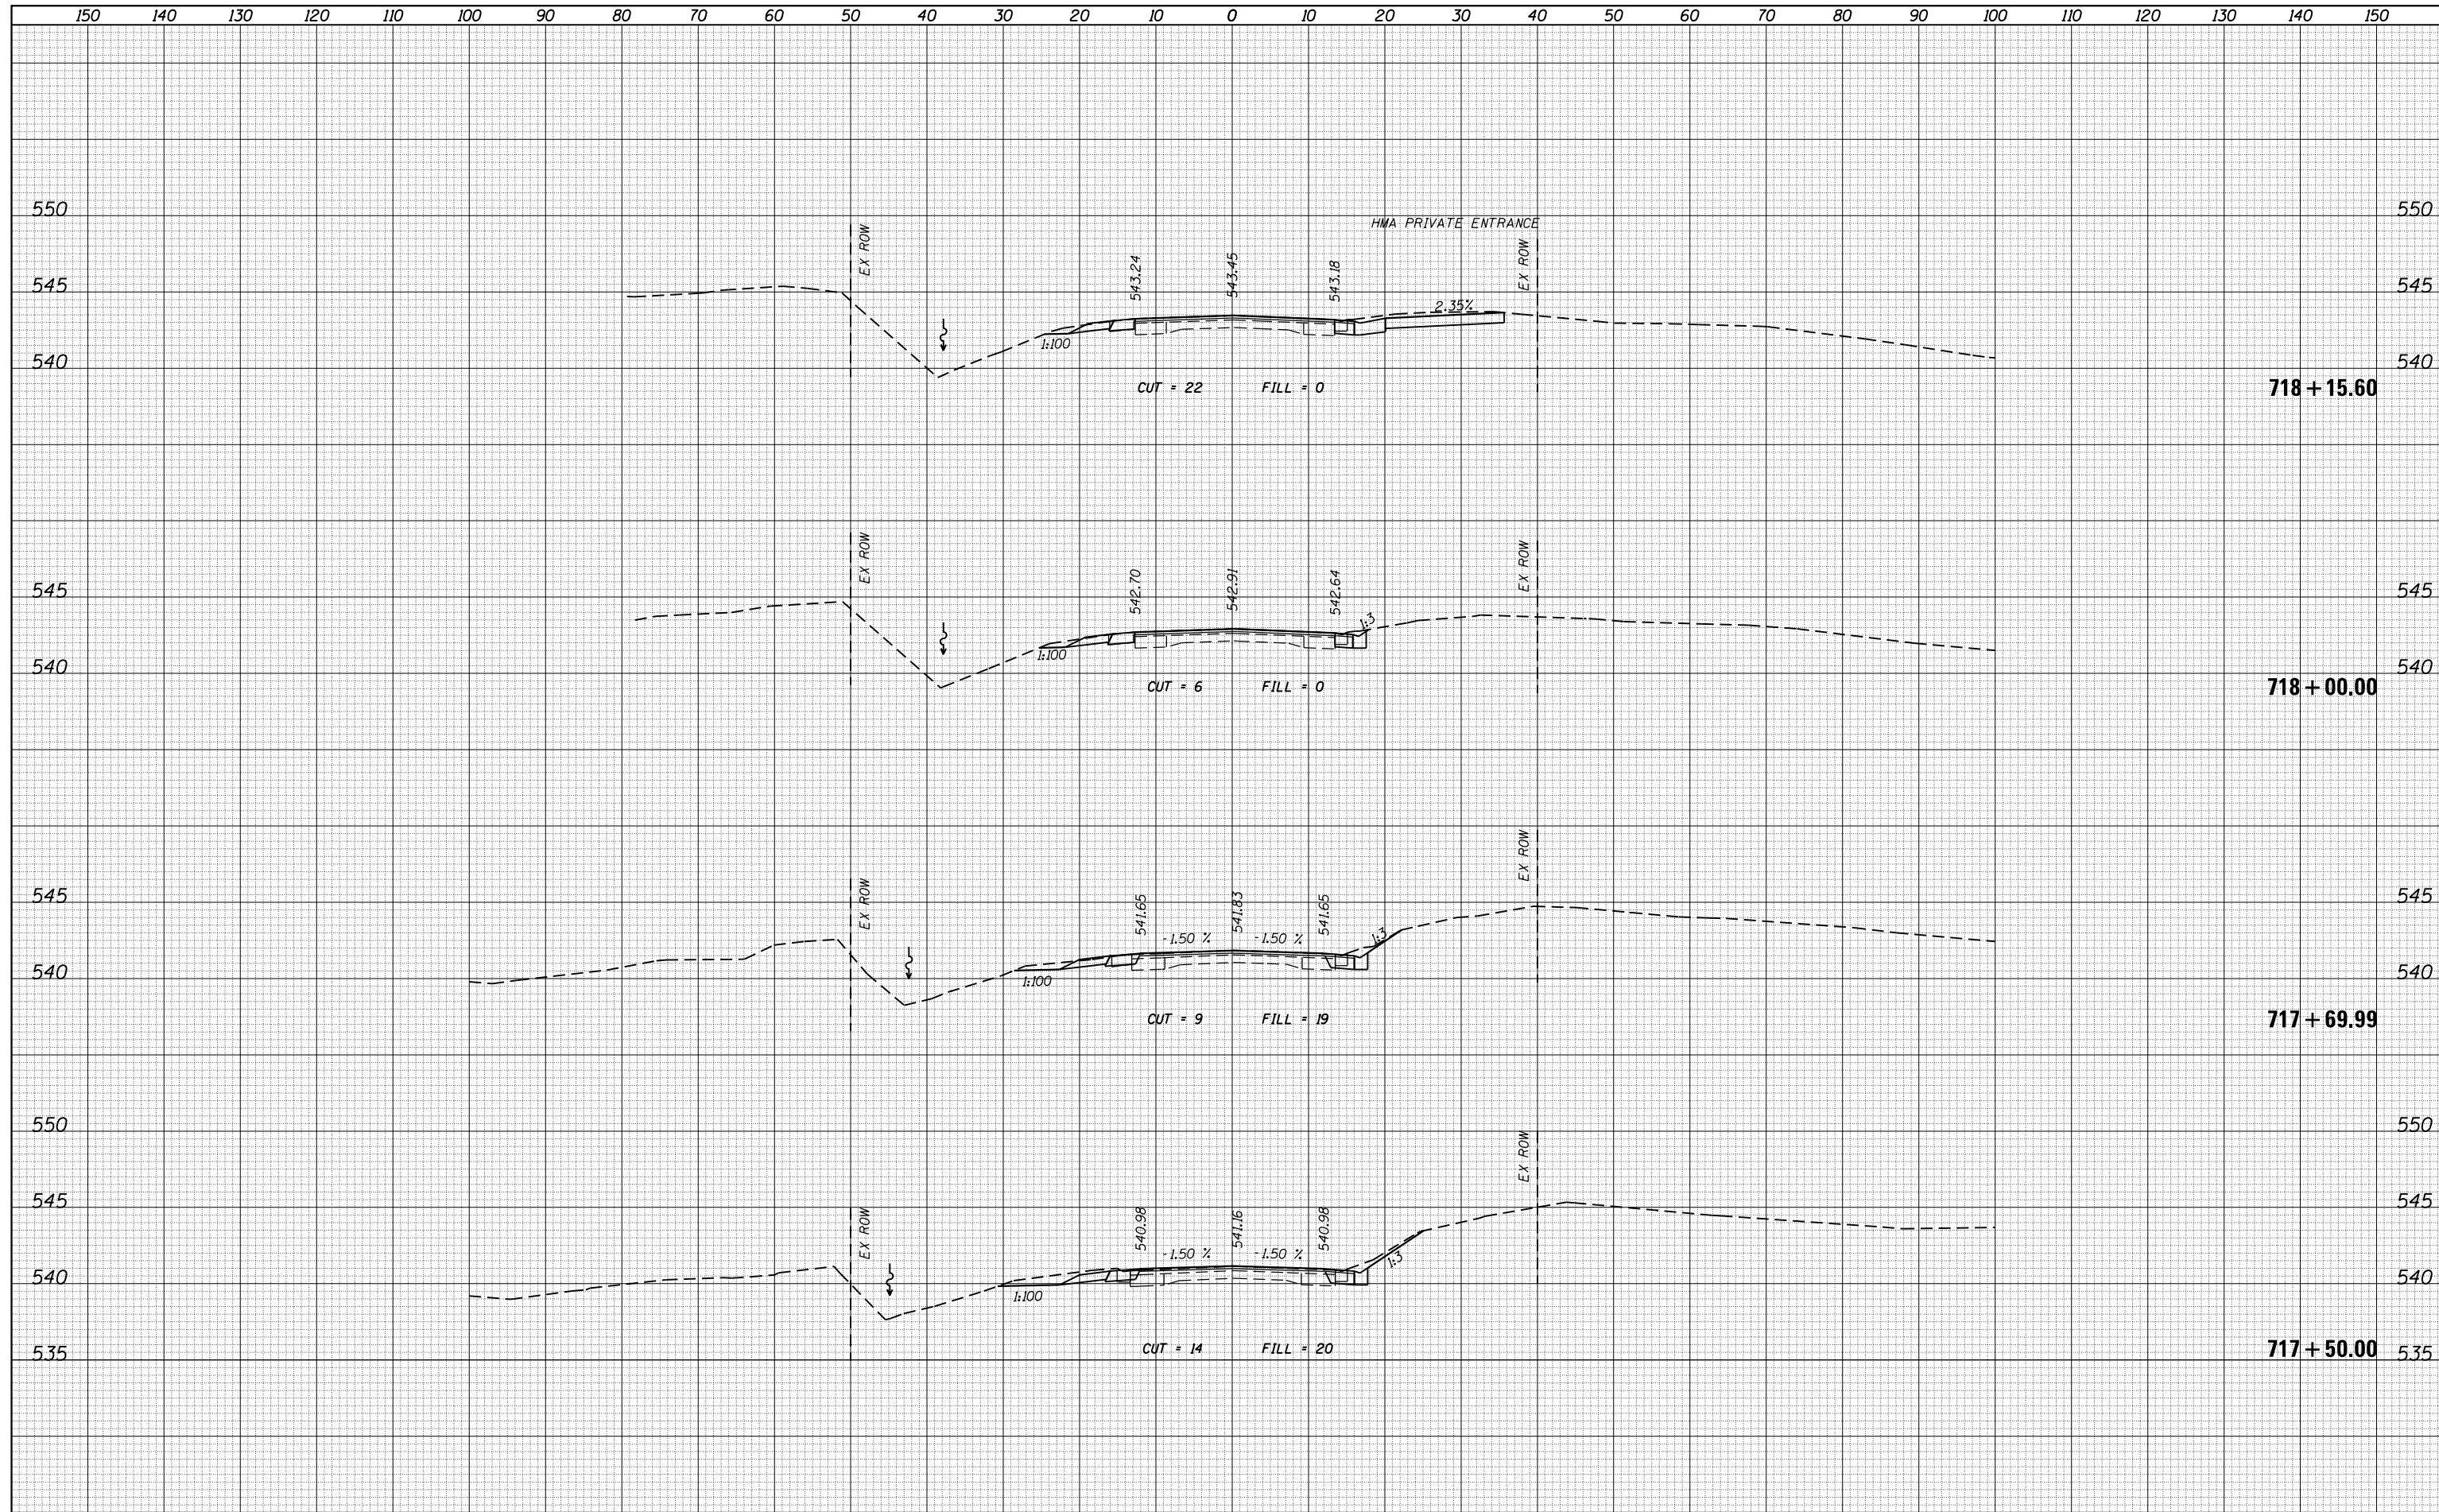 150 140 130 120 110 100 90 80 70 60 50 40 30 20 10 0 10 20 30 40 50 60 70 80 90 100 110 120 130 140 150
550 550
HMA PRIVATE ENTRANCE
EX ROW
EX ROW
543.24
543.45
543.18
545 545
2.35%
1:100
540 540
CUT = 22 FILL = 0
718+15.60
EX ROW
EX ROW
542.70
542.91
542.64
545 545
1:3
1:100
540 540
CUT = 6 FILL = 0
718+00.00
EX ROW
EX ROW
545 545
541.65
541.83
541.65
-1.50 % -1.50 %
1:3
540 540
1:100
CUT = 9 FILL = 19
717+69.99
550 550
EX ROW
545 545
EX ROW
540.98
541.16
540.98
-1.50 % -1.50 %
1:3
540 540
1:100
CUT = 14 FILL = 20
717+50.00
535 535